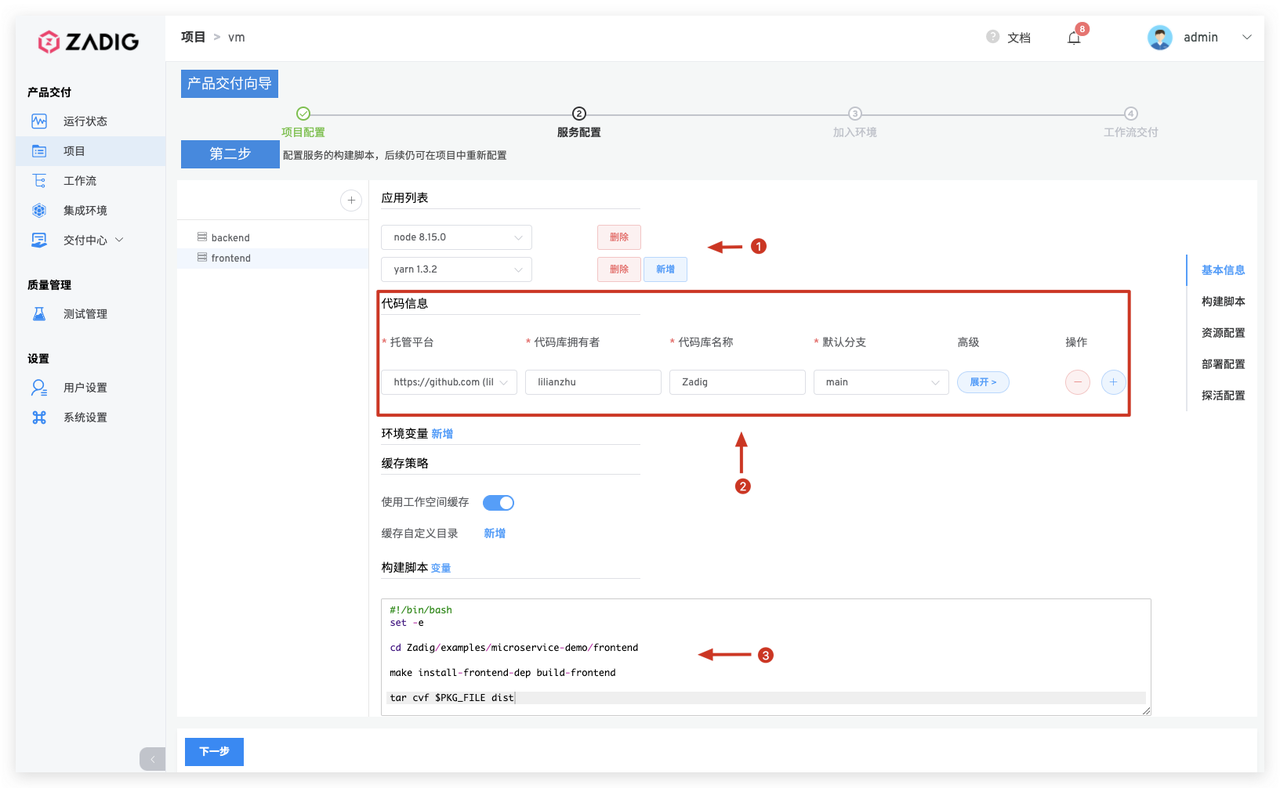 ZADIG
项目 > vm
? 文档
8
admin
产品交付
运行状态
项目
工作流
集成环境
交付中心
质量管理
测试管理
设置
用户设置
系统设置
产品交付向导
2
3
4
项目配置
服务配置
加入环境
工作流交付
第二步
配置服务的构建脚本，后续仍可在项目中重新配置
+
backend
frontend
应用列表
node 8.15.0
删除
1
yarn 1.3.2
删除
新增
代码信息
* 托管平台
* 代码库拥有者
* 代码库名称
* 默认分支
高级
操作
https://github.com (lil
lilianzhu
Zadig
main
展开 >
−
+
环境变量 新增
缓存策略
2
使用工作空间缓存
缓存自定义目录 新增
构建脚本 变量
#!/bin/bash
set -e
cd Zadig/examples/microservice-demo/frontend
3
make install-frontend-dep build-frontend
tar cvf $PKG_FILE dist
基本信息
构建脚本
资源配置
部署配置
探活配置
下一步
<